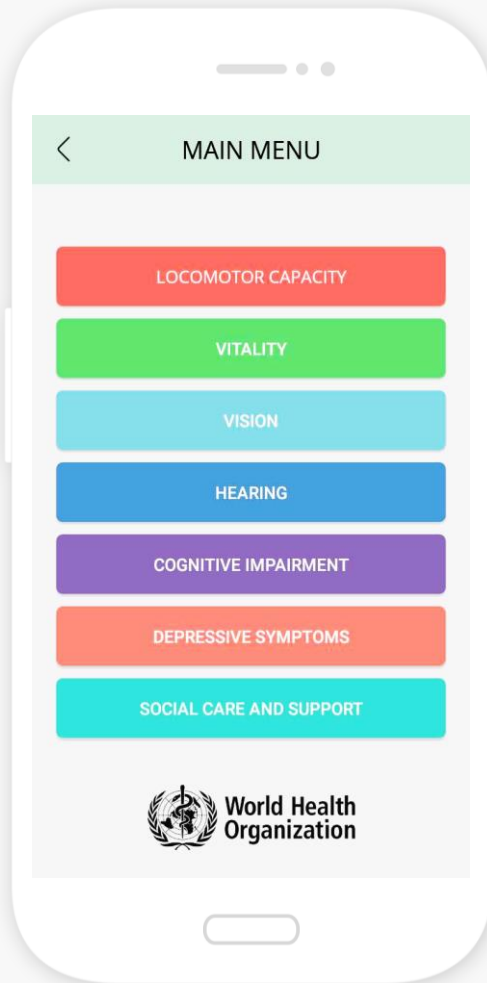 MAIN MENU
LOCOMOTOR CAPACITY
VITALITY
VISION
HEARING
COGNITIVE IMPAIRMENT
DEPRESSIVE SYMPTOMS
SOCIAL CARE AND SUPPORT
World Health
Organization